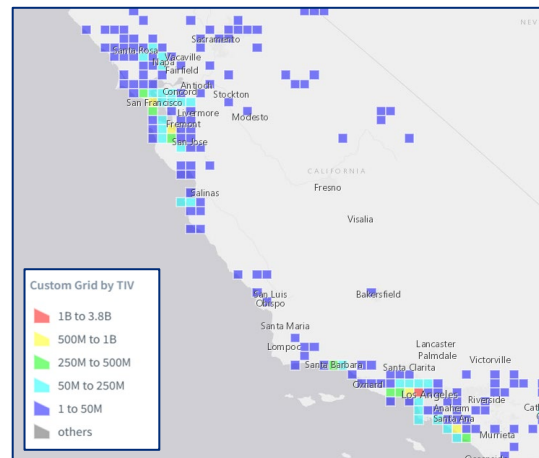 NEV
Sacramento
Santa Rosa
Napa
Vacaville
Fairfield
Antioch
Concord
Stockton
San Francisco
Livermore
Modesto
Fremont
San Jose
CALIFORNIA
Fresno
Salinas
Visalia
San Luis
Obispo
Bakersfield
Santa Maria
Lompoc
Lancaster
Palmdale
Victorville
Santa Barbara
Santa Clarita
Oxnard
Los Angeles
Riverside
Anaheim
Santa Ana
Cath
Murrieta
Oceanside
Custom Grid by TIV
1B to 3.8B
500M to 1B
250M to 500M
50M to 250M
1 to 50M
others